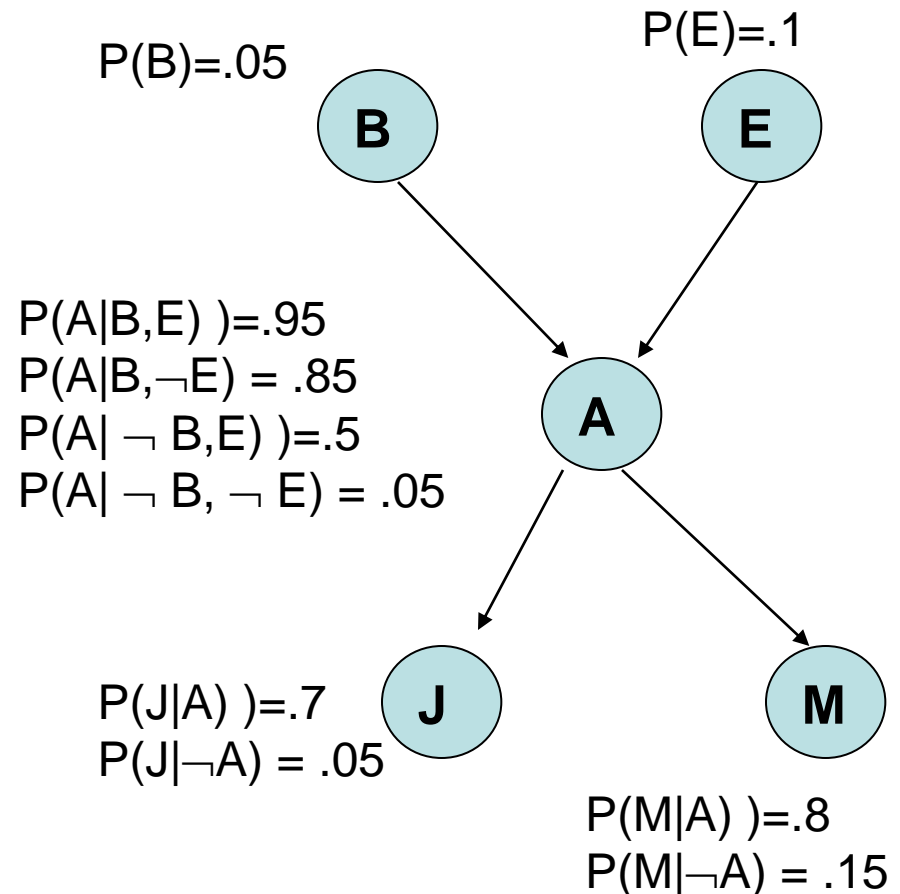 P(E)=.1
P(B)=.05
B
E
P(A|B,E) )=.95
P(A|B,¬E) = .85
P(A| ¬ B,E) )=.5
P(A| ¬ B, ¬ E) = .05
A
P(J|A) )=.7
P(J|¬A) = .05
J
M
P(M|A) )=.8
P(M|¬A) = .15